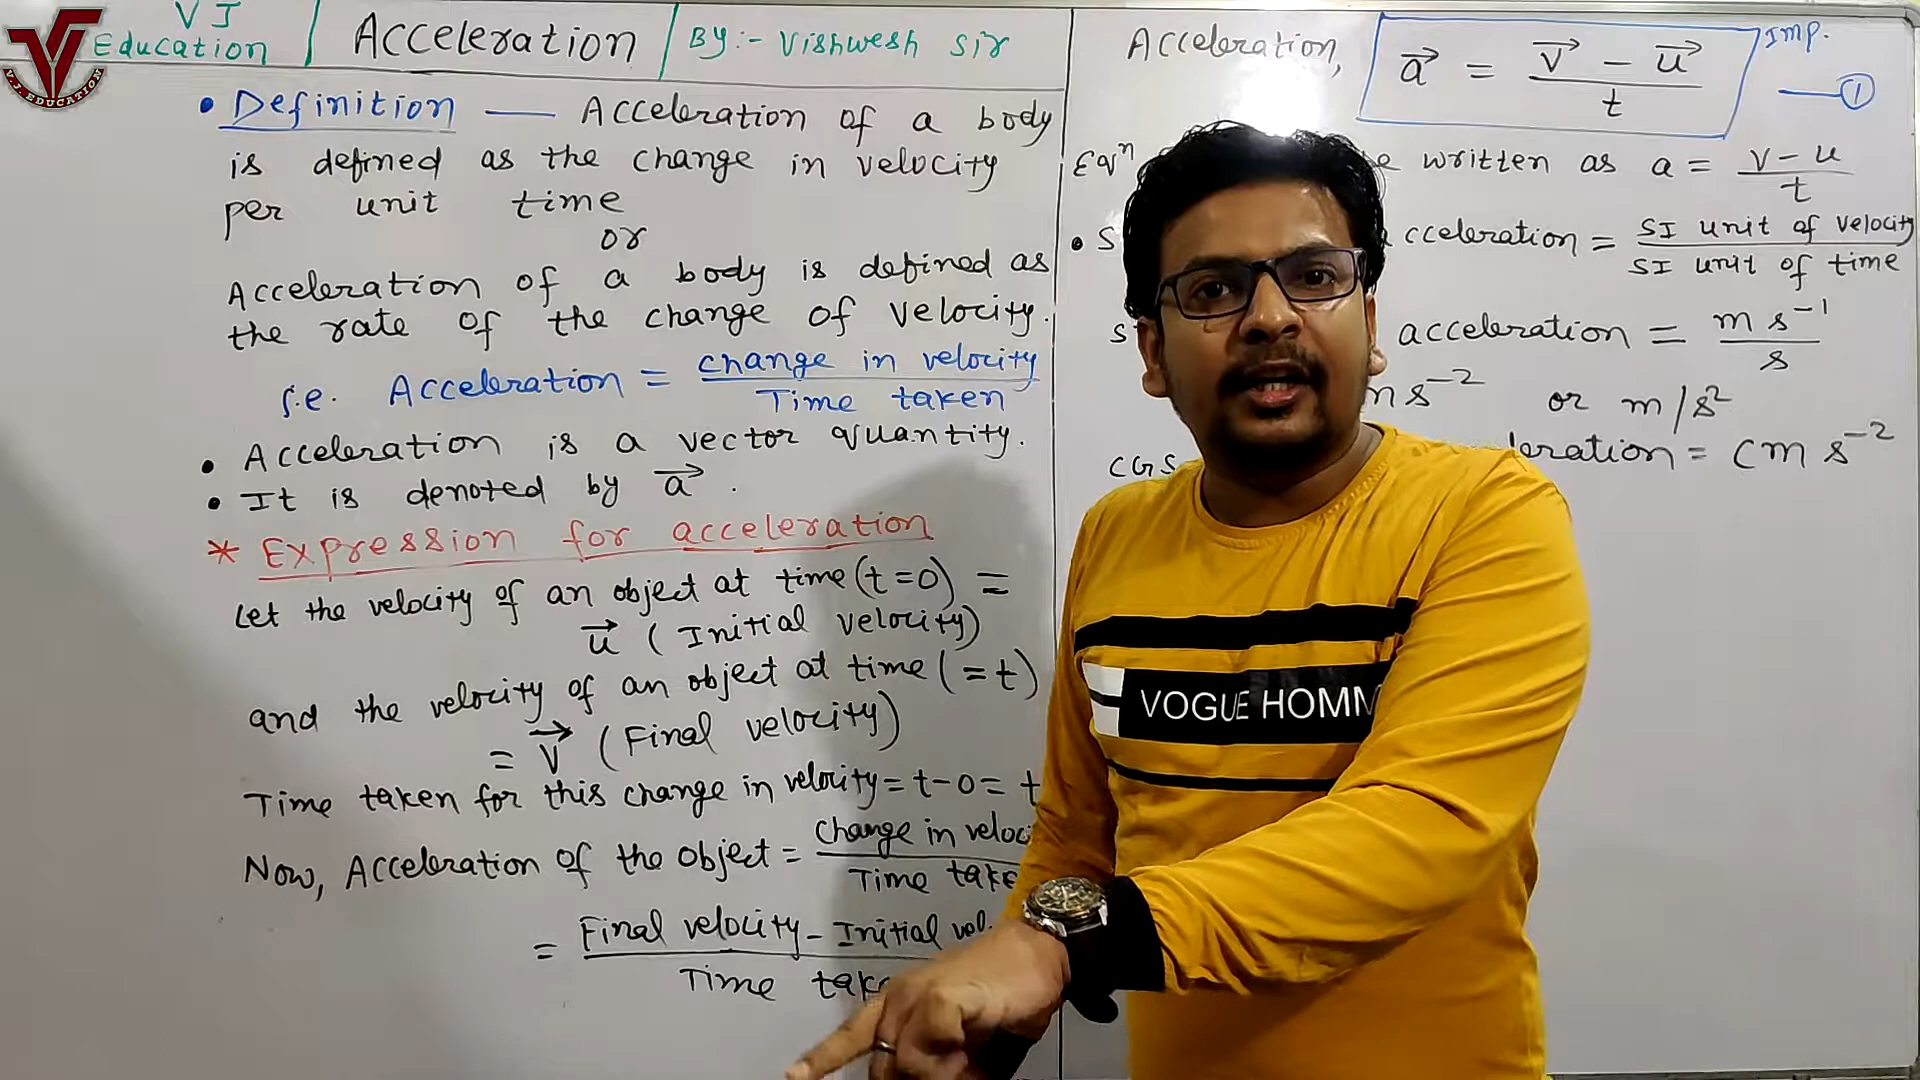 VJ
Education
Acceleration
By:- Vishwesh Sir
V.J. EDUCATION
• Definition — Acceleration of a body
is defined as the change in velocity
per unit time
or
Acceleration of a body is defined as
the rate of the change of velocity.
i.e. Acceleration = change in velocity
Time taken
• Acceleration is a vector quantity.
• It is denoted by a⃗ .
* Expression for acceleration
Let the velocity of an object at time (t=0) =
u⃗ (Initial velocity)
and the velocity of an object at time (=t)
= v⃗ (Final velocity)
Time taken for this change in velocity = t-0 = t
Now, Acceleration of the object = Change in
Time
= Final velocity - Initial
Time
Acceleration, a⃗ = v⃗ - u⃗
t
Imp.
— ①
Eqⁿ written as a = v-u
t
• S cceleration = SI unit of velocity
SI unit of time
S acceleration = m s⁻¹
s
m s⁻² or m/s²
CGS eration = cm s⁻²
VOGUE HOMM